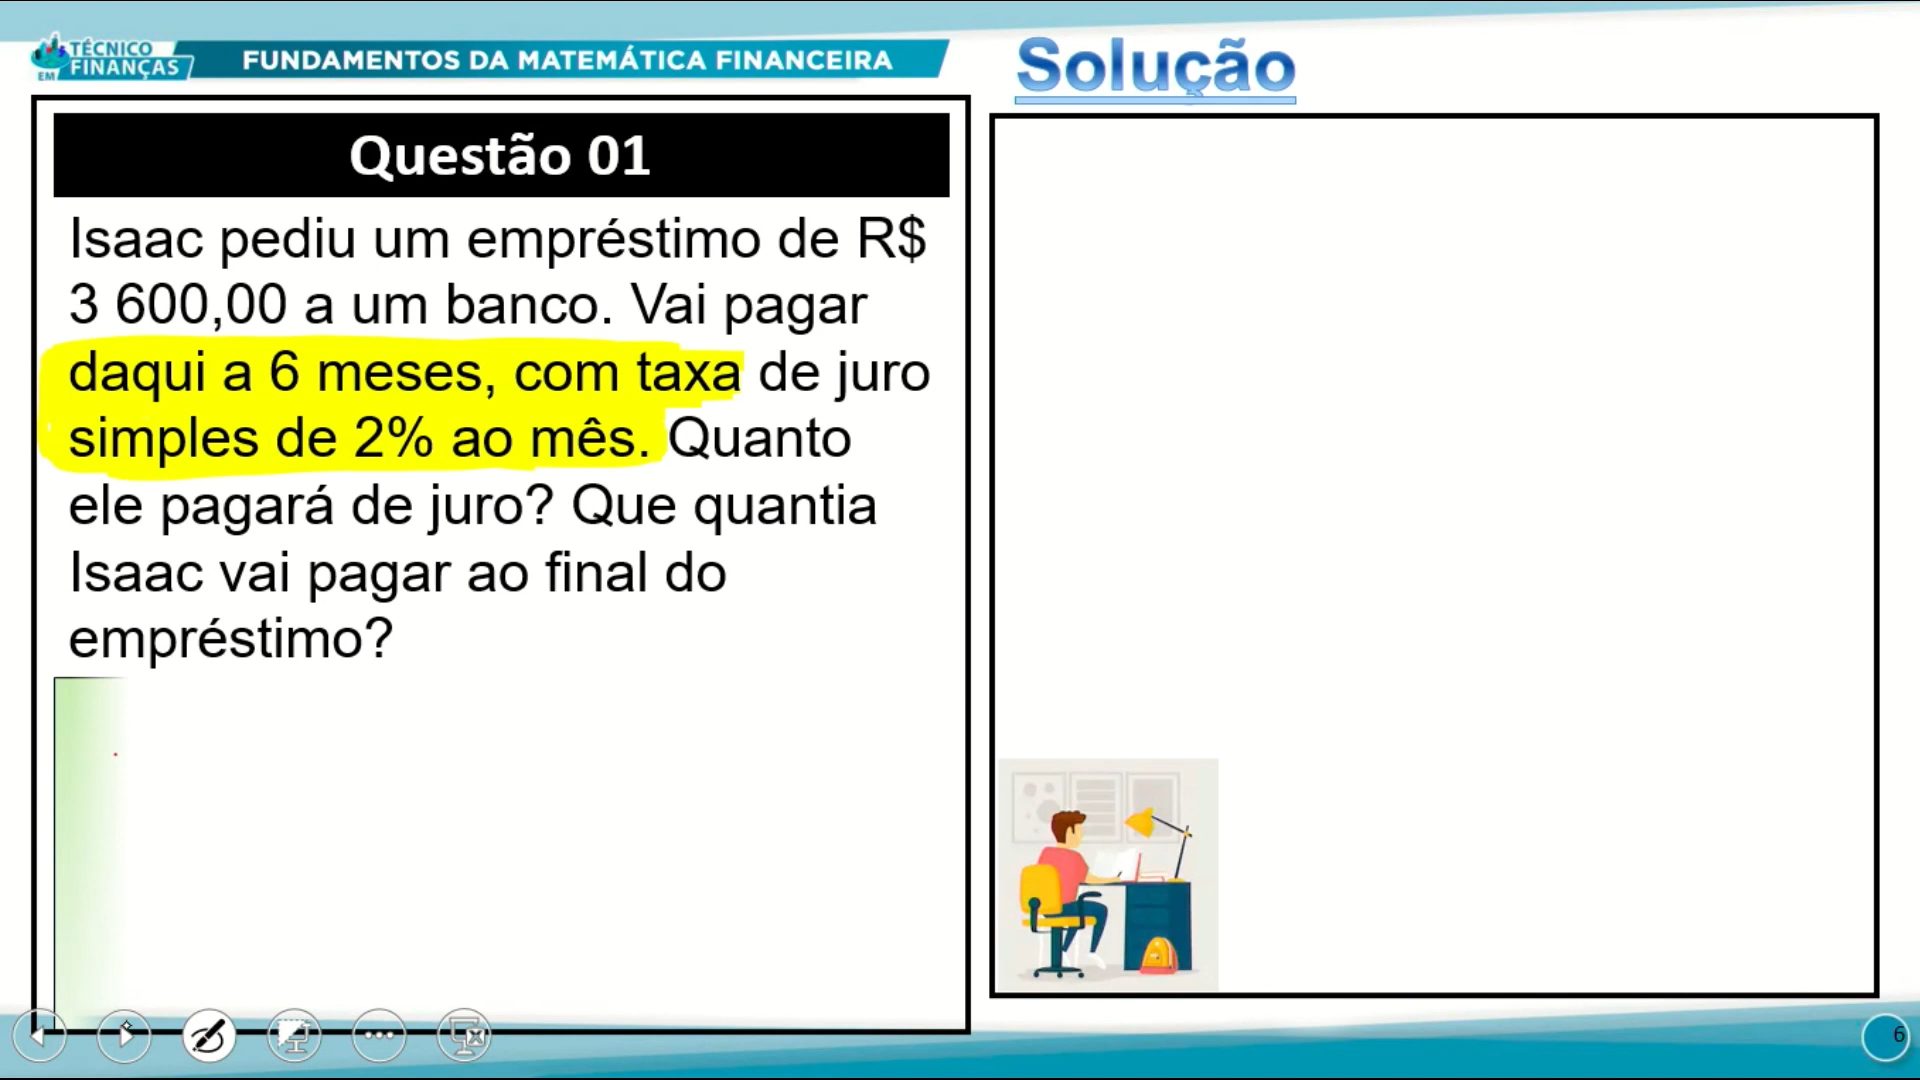 TÉCNICO
EM FINANÇAS
FUNDAMENTOS DA MATEMÁTICA FINANCEIRA
Solução
Questão 01
Isaac pediu um empréstimo de R$
3 600,00 a um banco. Vai pagar
daqui a 6 meses, com taxa de juro
simples de 2% ao mês. Quanto
ele pagará de juro? Que quantia
Isaac vai pagar ao final do
empréstimo?
6